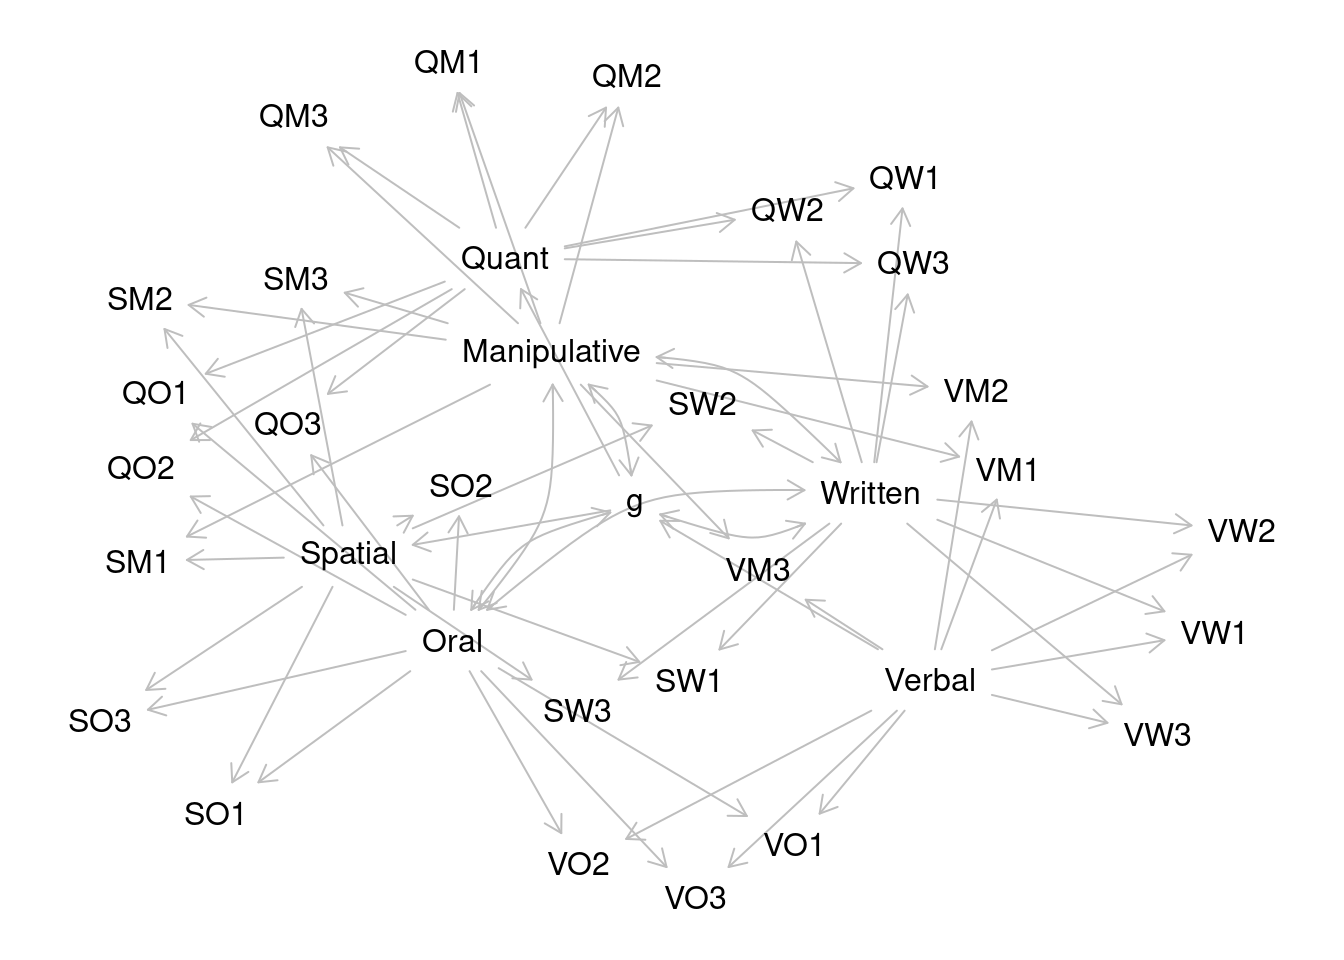 QM1
QM2
QM3
QW1
QW2
Quant
QW3
SM3
SM2
Manipulative
QO1
VM2
SW2
QO3
QO2
VM1
SO2
Written
g
VW2
Spatial
SM1
VM3
VW1
Oral
SW1
Verbal
SW3
SO3
VW3
SO1
VO1
VO2
VO3